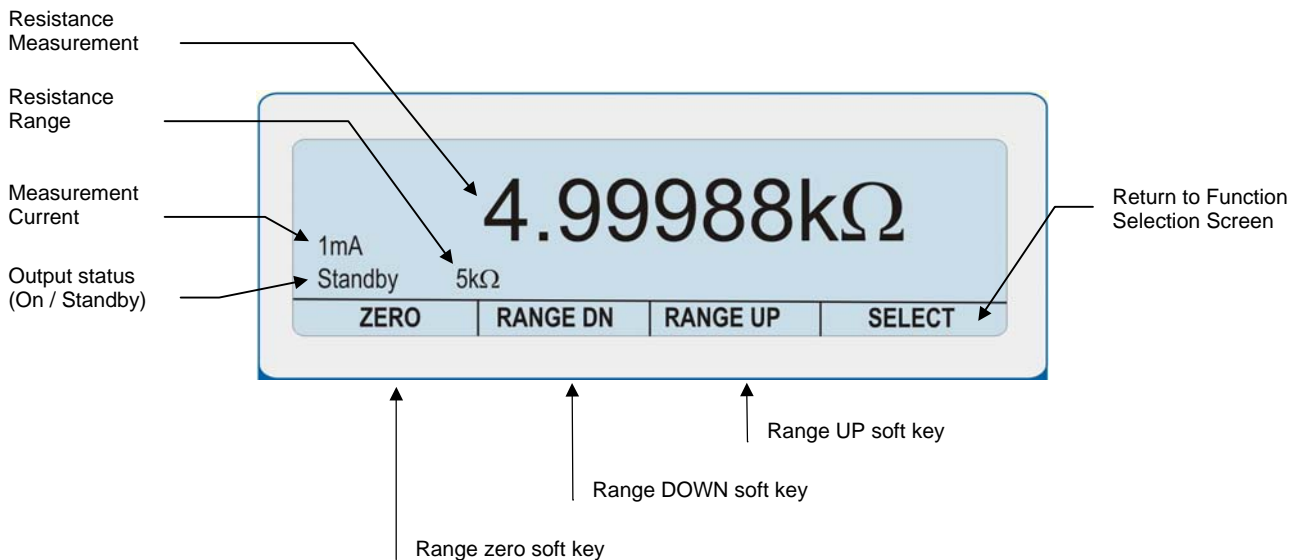 Resistance
Measurement
Resistance
Range
Measurement
Current
Output status
(On / Standby)
4.99988kΩ
1mA
Standby 5kΩ
ZERO RANGE DN RANGE UP SELECT
Return to Function
Selection Screen
Range UP soft key
Range DOWN soft key
Range zero soft key